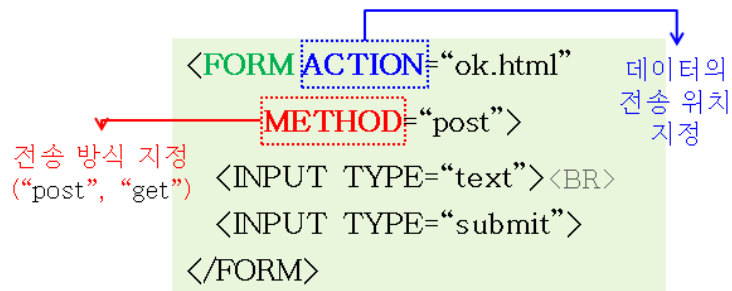 <FORM ACTION=“ok.html”
METHOD=“post”>
<INPUT TYPE=“text”><BR>
<INPUT TYPE=“submit”>
</FORM>
데이터의
전송 위치
지정
전송 방식 지정
(“post”, “get”)